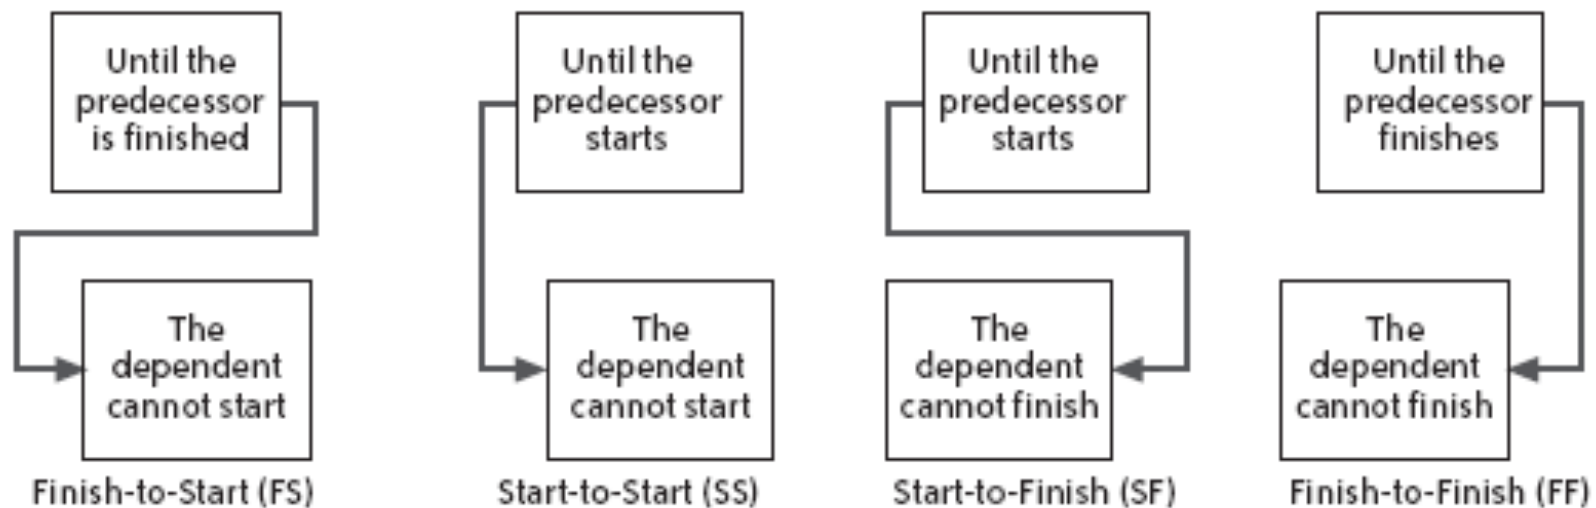 Until the
predecessor
is finished
Until the
predecessor
starts
Until the
predecessor
starts
Until the
predecessor
finishes
The
dependent
cannot start
The
dependent
cannot start
The
dependent
cannot finish
The
dependent
cannot finish
Finish-to-Start (FS)
Start-to-Start (SS)
Start-to-Finish (SF)
Finish-to-Finish (FF)